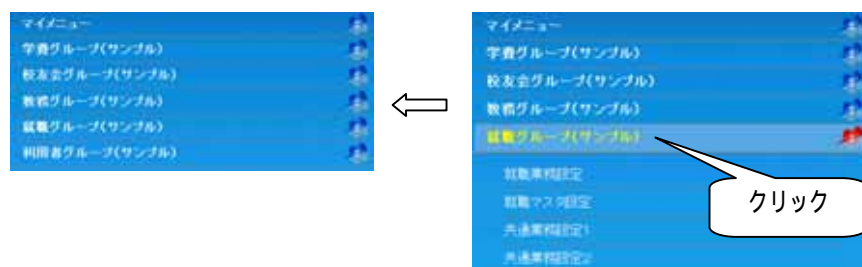 マイメニュー
学費グループ(サンプル)
校友会グループ(サンプル)
教務グループ(サンプル)
就職グループ(サンプル)
利用者グループ(サンプル)
マイメニュー
学費グループ(サンプル)
校友会グループ(サンプル)
教務グループ(サンプル)
就職グループ(サンプル)
就職業務設定
就職マスタ設定
共通業務設定1
共通業務設定2
クリック